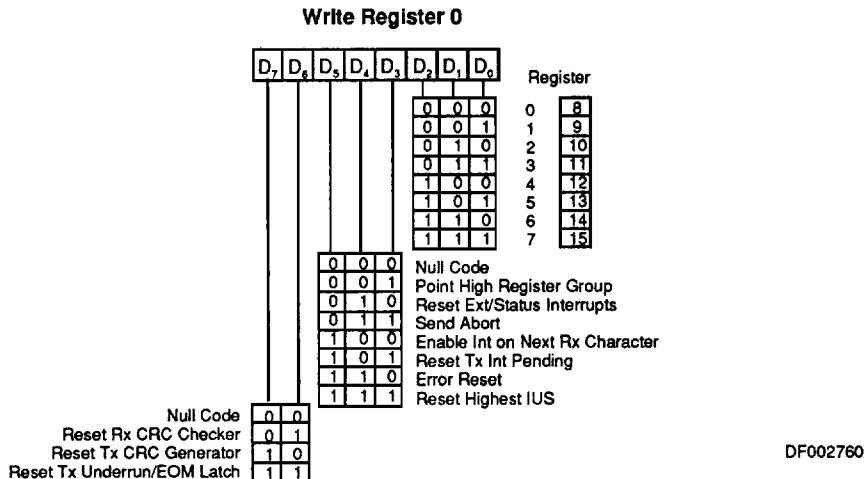 Write Register 0
D7 D6 D5 D4 D3 D2 D1 D0
Register
0 0 0 0 8
0 0 1 1 9
0 1 0 2 10
0 1 1 3 11
1 0 0 4 12
1 0 1 5 13
1 1 0 6 14
1 1 1 7 15
0 0 0 Null Code
0 0 1 Point High Register Group
0 1 0 Reset Ext/Status Interrupts
0 1 1 Send Abort
1 0 0 Enable Int on Next Rx Character
1 0 1 Reset Tx Int Pending
1 1 0 Error Reset
1 1 1 Reset Highest IUS
Null Code 0 0
Reset Rx CRC Checker 0 1
Reset Tx CRC Generator 1 0
Reset Tx Underrun/EOM Latch 1 1
DF002760